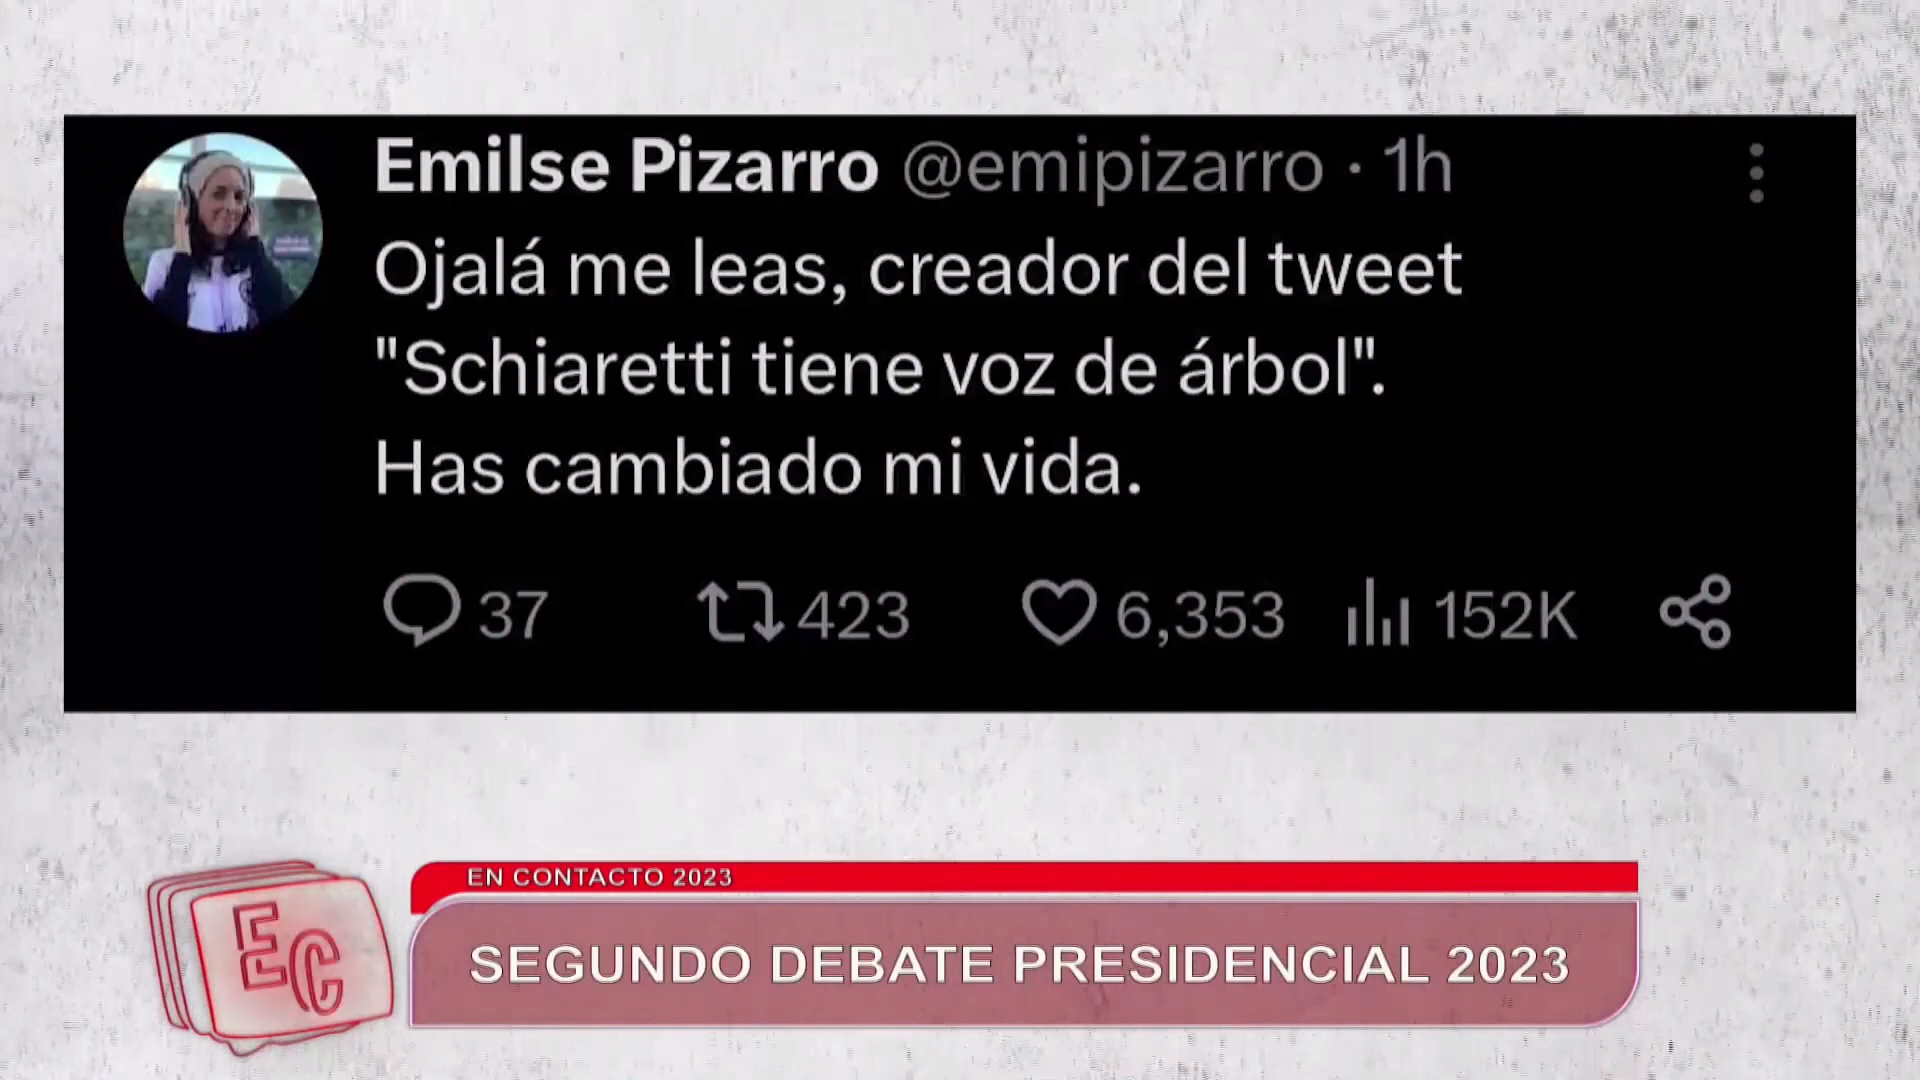 Emilse Pizarro @emipizarro · 1h
Ojalá me leas, creador del tweet
"Schiaretti tiene voz de árbol".
Has cambiado mi vida.
37 423 6,353 152K
EN CONTACTO 2023
EC
SEGUNDO DEBATE PRESIDENCIAL 2023